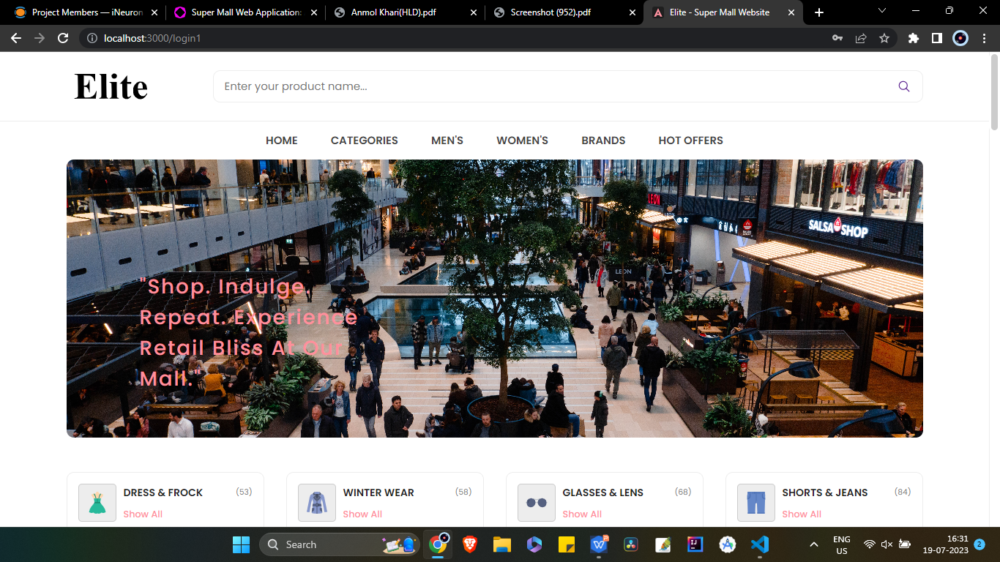 Project Members — iNeuron
Super Mall Web Application:
Anmol Khari(HLD).pdf
Screenshot (952).pdf
Elite - Super Mall Website
localhost:3000/login1
Elite
Enter your product name...
HOME
CATEGORIES
MEN'S
WOMEN'S
BRANDS
HOT OFFERS
LEON
SALSA SHOP
LEON
"Shop. Indulge.
Repeat. Experience
Retail Bliss At Our
Mall."
DRESS & FROCK (53)
Show All
WINTER WEAR (58)
Show All
GLASSES & LENS (68)
Show All
SHORTS & JEANS (84)
Show All
Search
ENG
US
16:31
19-07-2023
2